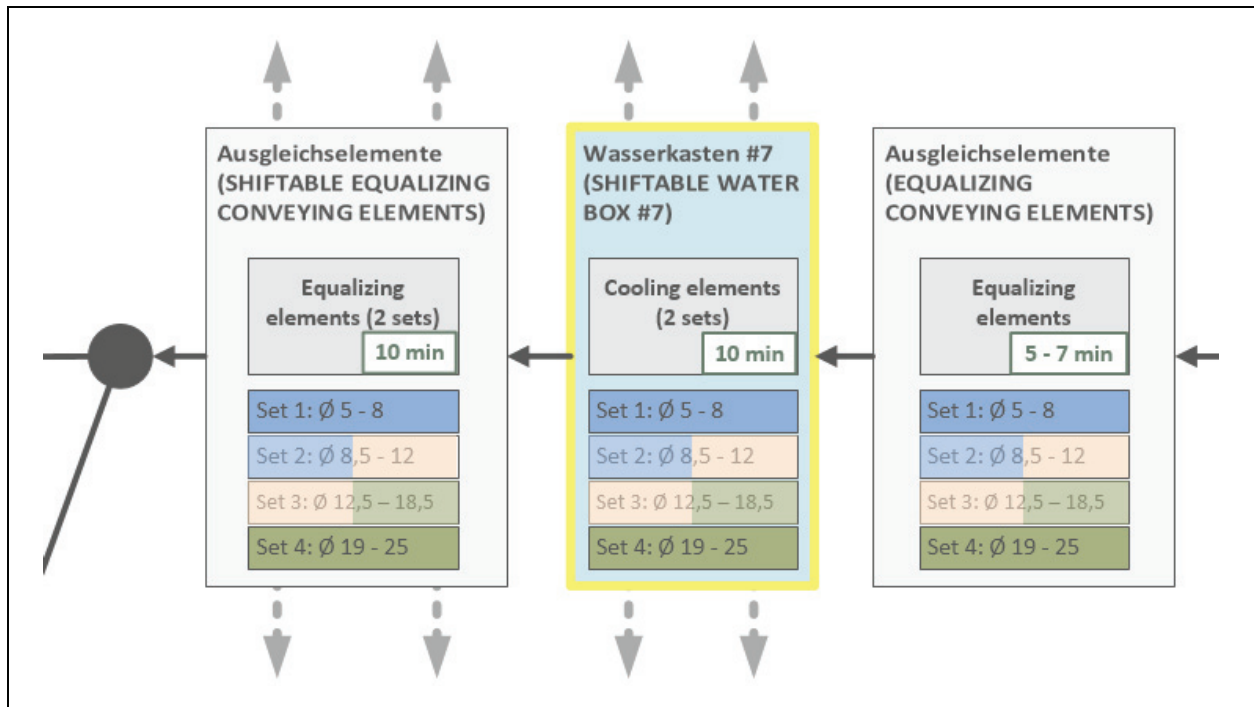 Ausgleichselemente
(SHIFTABLE EQUALIZING
CONVEYING ELEMENTS)
Equalizing
elements (2 sets)
10 min
Set 1: Ø 5 - 8
Set 2: Ø 8,5 - 12
Set 3: Ø 12,5 – 18,5
Set 4: Ø 19 - 25
Wasserkasten #7
(SHIFTABLE WATER
BOX #7)
Cooling elements
(2 sets)
10 min
Set 1: Ø 5 - 8
Set 2: Ø 8,5 - 12
Set 3: Ø 12,5 – 18,5
Set 4: Ø 19 - 25
Ausgleichselemente
(EQUALIZING
CONVEYING ELEMENTS)
Equalizing
elements
5 - 7 min
Set 1: Ø 5 - 8
Set 2: Ø 8,5 - 12
Set 3: Ø 12,5 – 18,5
Set 4: Ø 19 - 25